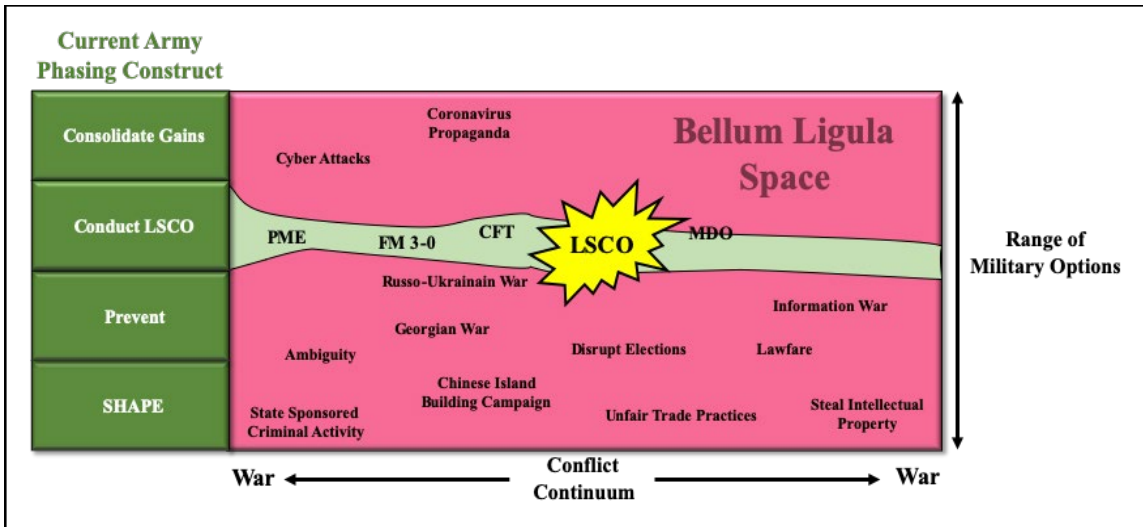 Current Army
Phasing Construct
Consolidate Gains
Conduct LSCO
Prevent
SHAPE
Coronavirus
Propaganda
Cyber Attacks
Bellum Ligula
Space
PME
FM 3-0
CFT
LSCO
MDO
Russo-Ukrainain War
Georgian War
Ambiguity
Information War
Disrupt Elections
Lawfare
Chinese Island
Building Campaign
State Sponsored
Criminal Activity
Unfair Trade Practices
Steal Intellectual
Property
Range of
Military Options
War
Conflict
Continuum
War